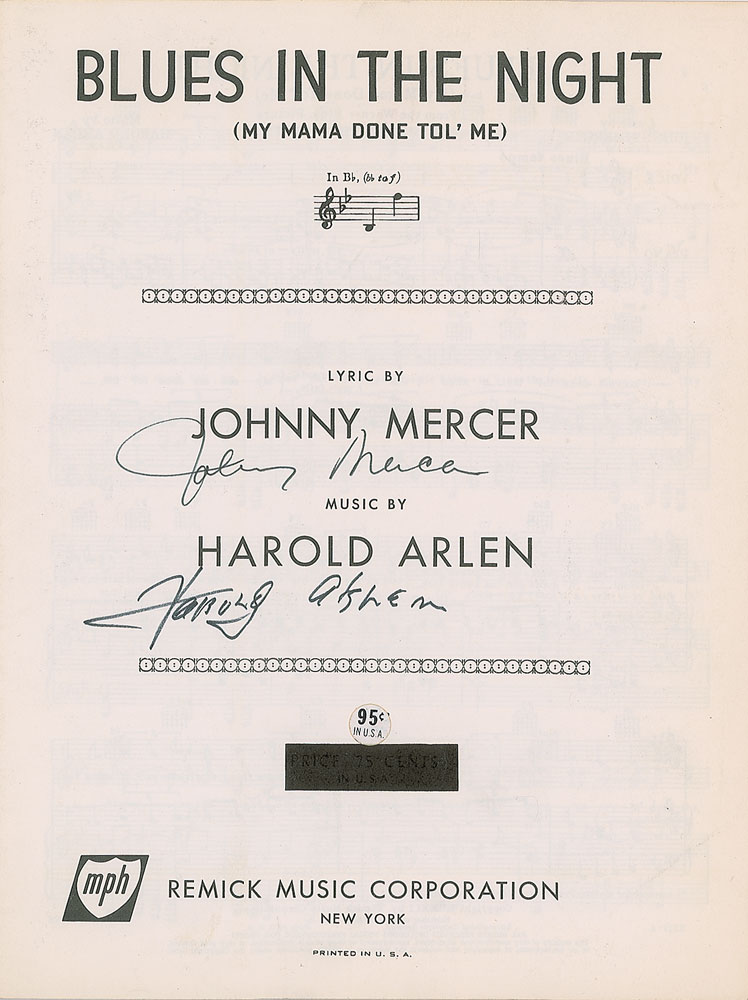 BLUES IN THE NIGHT
(MY MAMA DONE TOL' ME)
In B♭, (b♭ to f)
LYRIC BY
JOHNNY MERCER
Johnny Mercer
MUSIC BY
HAROLD ARLEN
Harold Arlen
95¢
IN U.S.A.
PRICE 75 CENTS
IN U.S.A.
mph
REMICK MUSIC CORPORATION
NEW YORK
PRINTED IN U. S. A.